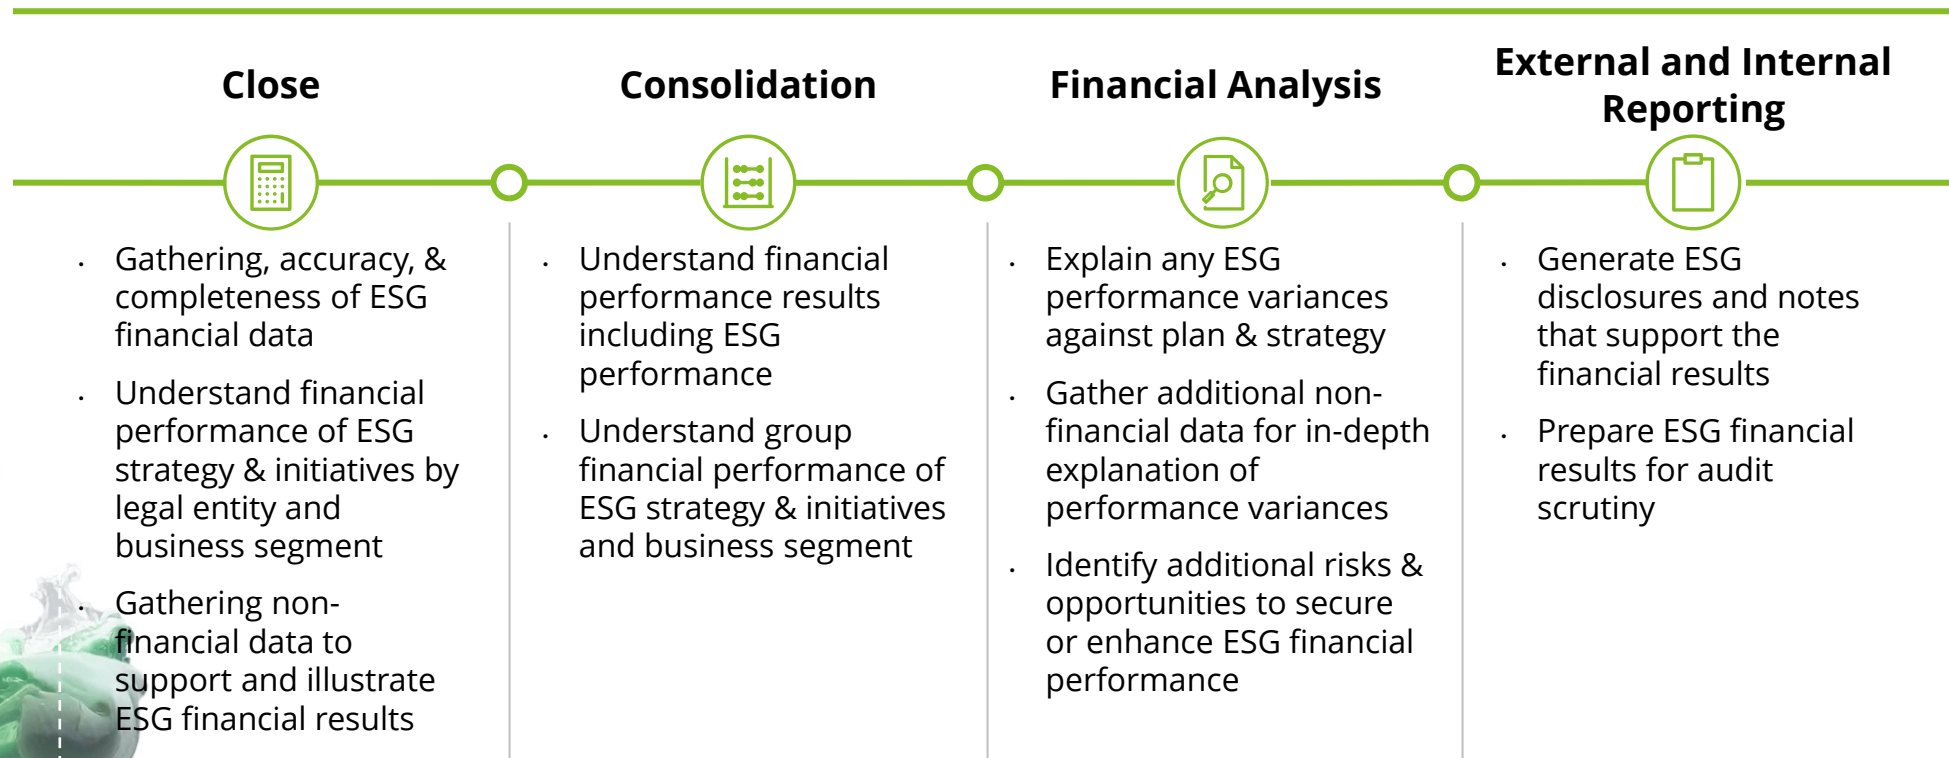 Close
Consolidation
Financial Analysis
External and Internal
Reporting
· Gathering, accuracy, &
completeness of ESG
financial data
· Understand financial
performance of ESG
strategy & initiatives by
legal entity and
business segment
· Gathering non-
financial data to
support and illustrate
ESG financial results
· Understand financial
performance results
including ESG
performance
· Understand group
financial performance of
ESG strategy & initiatives
and business segment
· Explain any ESG
performance variances
against plan & strategy
· Gather additional non-
financial data for in-depth
explanation of
performance variances
· Identify additional risks &
opportunities to secure
or enhance ESG financial
performance
· Generate ESG
disclosures and notes
that support the
financial results
· Prepare ESG financial
results for audit
scrutiny